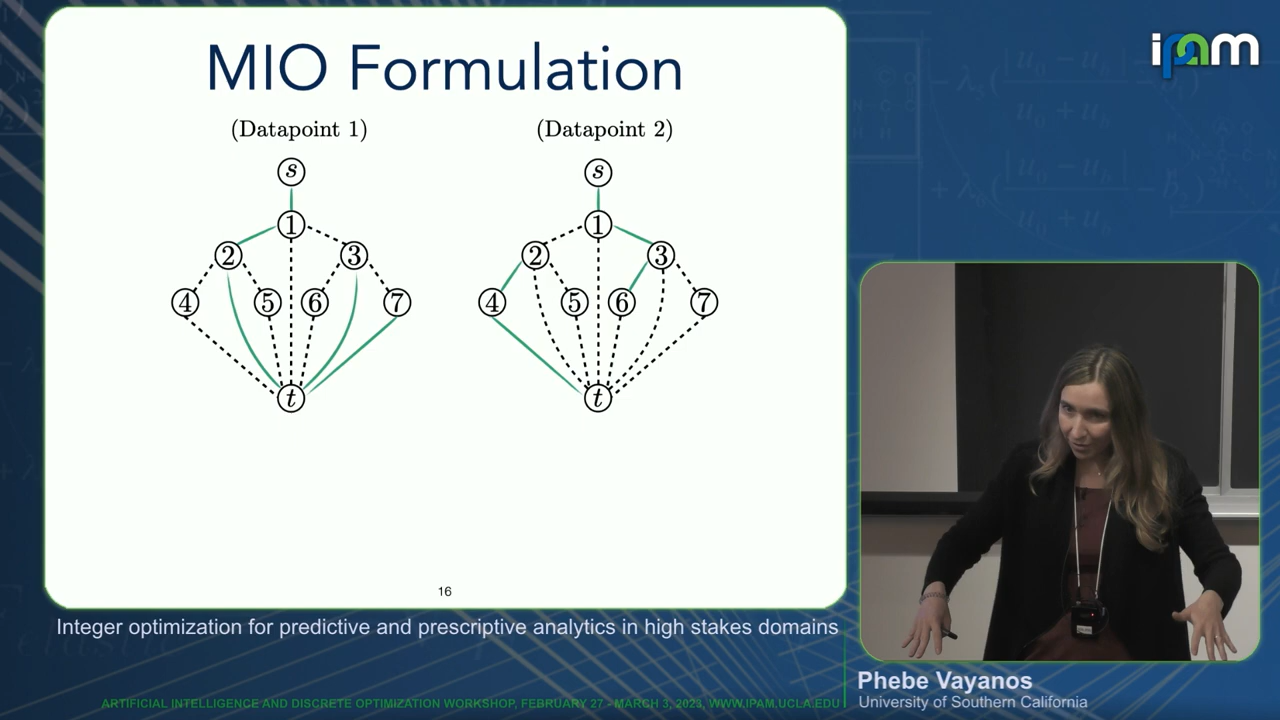 MIO Formulation
(Datapoint 1) (Datapoint 2)
s s
1 1
2 3 2 3
4 5 6 7 4 5 6 7
t t
16
ipam
Integer optimization for predictive and prescriptive analytics in high stakes domains
Phebe Vayanos
University of Southern California
ARTIFICIAL INTELLIGENCE AND DISCRETE OPTIMIZATION WORKSHOP, FEBRUARY 27 - MARCH 3, 2023, WWW.IPAM.UCLA.EDU